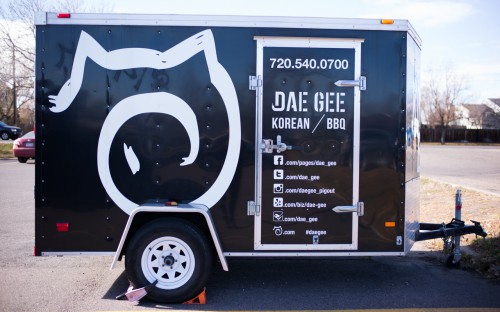 720.540.0700
DAE GEE
KOREAN / BBQ
.com/pages/dae_gee
.com/dae_gee
.com/daegee_pigout
.com/biz/dae-gee
.com/dae_gee
.com #daegee